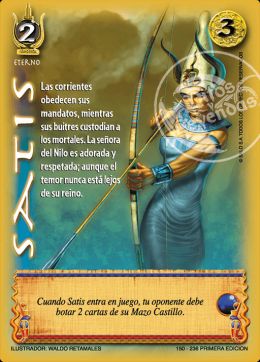 2
3
ETERNO
SATIS
Las corrientes
obedecen sus
mandatos, mientras
sus buitres custodian a
los mortales. La señora
del Nilo es adorada y
respetada; aunque el
temor nunca está lejos
de su reino.
Cuando Satis entra en juego, tu oponente debe
botar 2 cartas de su Mazo Castillo.
ILUSTRADOR: WALDO RETAMALES
150 - 236 PRIMERA EDICION